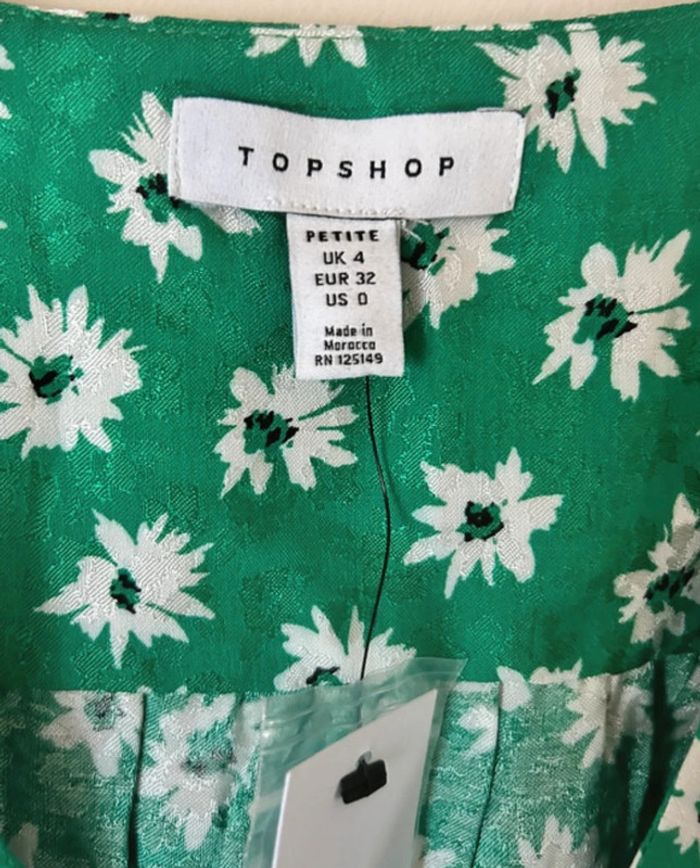 TOPSHOP
PETITE
UK 4
EUR 32
US 0
Made in
Morocco
RN 125149